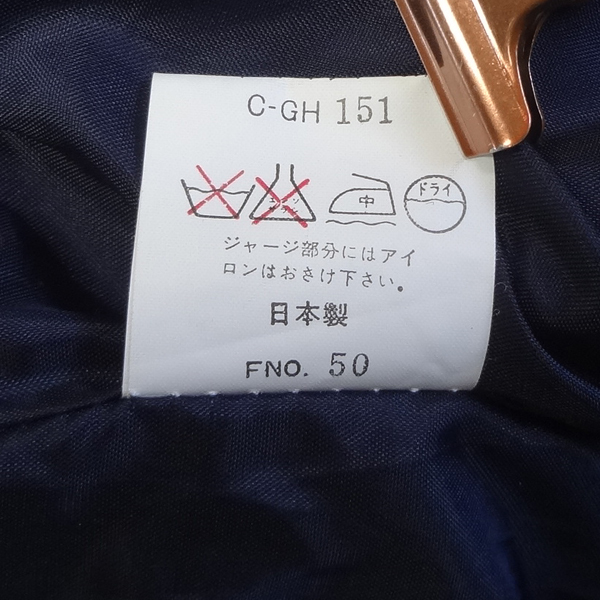 C-GH 151
中 ドライ
ジャージ部分にはアイ
ロンはおさけ下さい。
日本製
FNO. 50